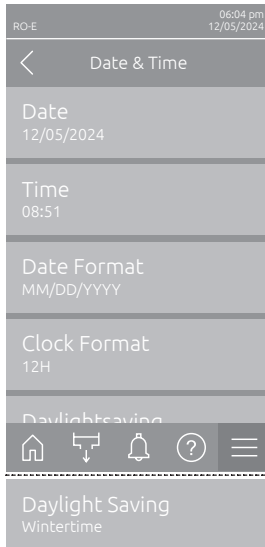 06:04 pm
RO-E
12/05/2024
Date & Time
Date
12/05/2024
Time
08:51
Date Format
MM/DD/YYYY
Clock Format
12H
Daylightsaving
?
Daylight Saving
Wintertime